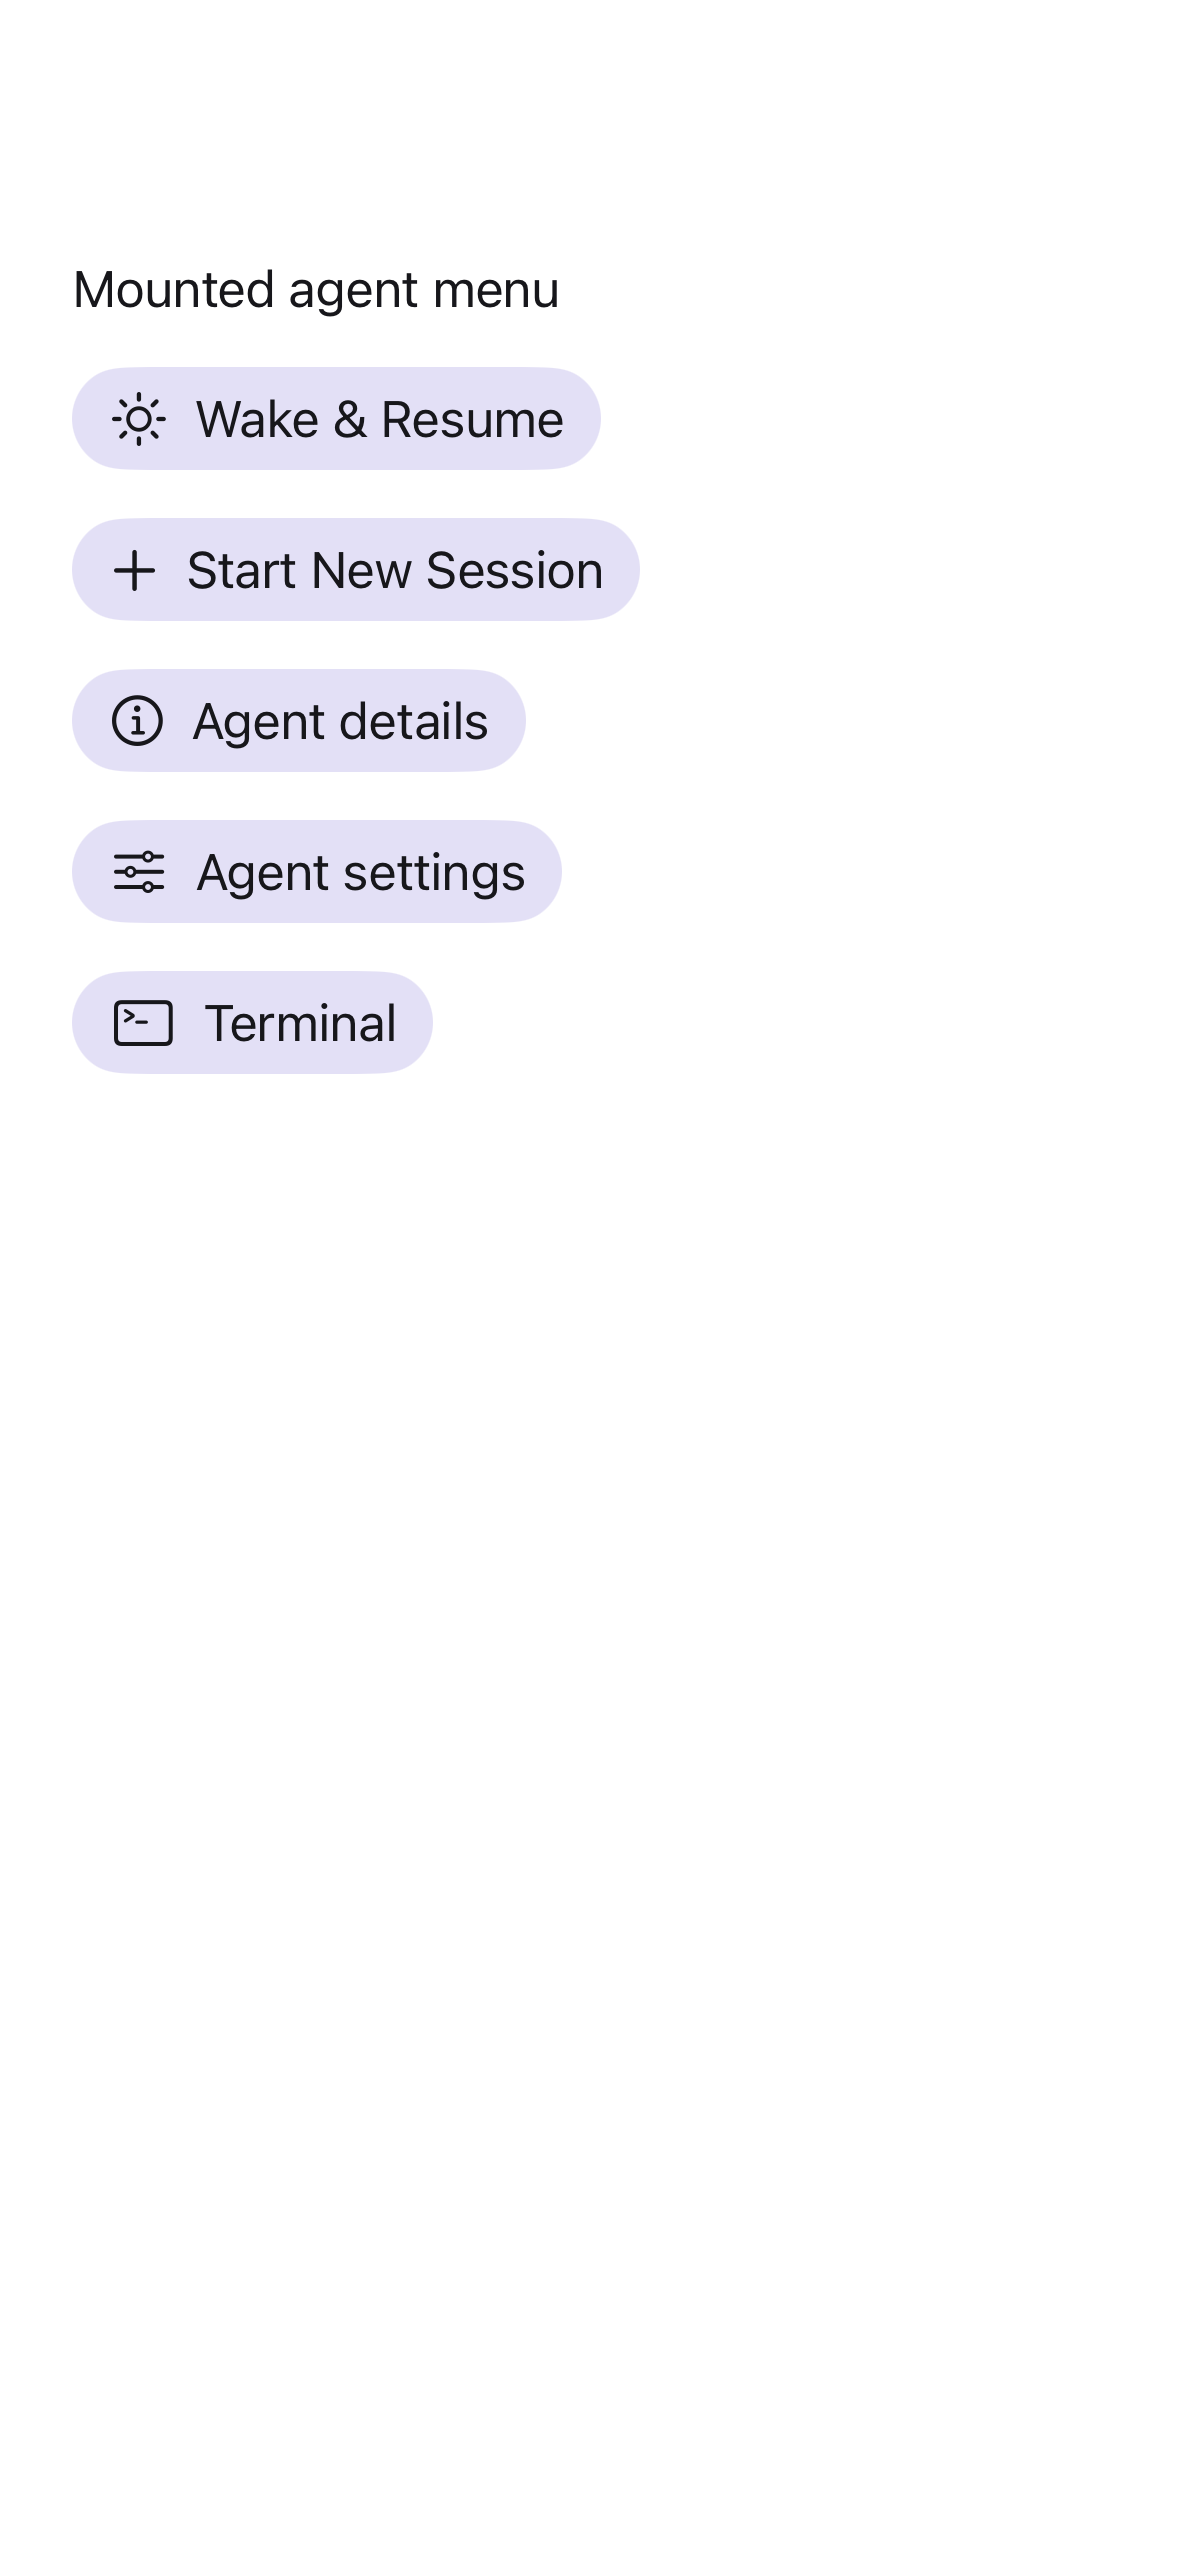 Mounted agent menu
Wake & Resume
Start New Session
Agent details
Agent settings
Terminal